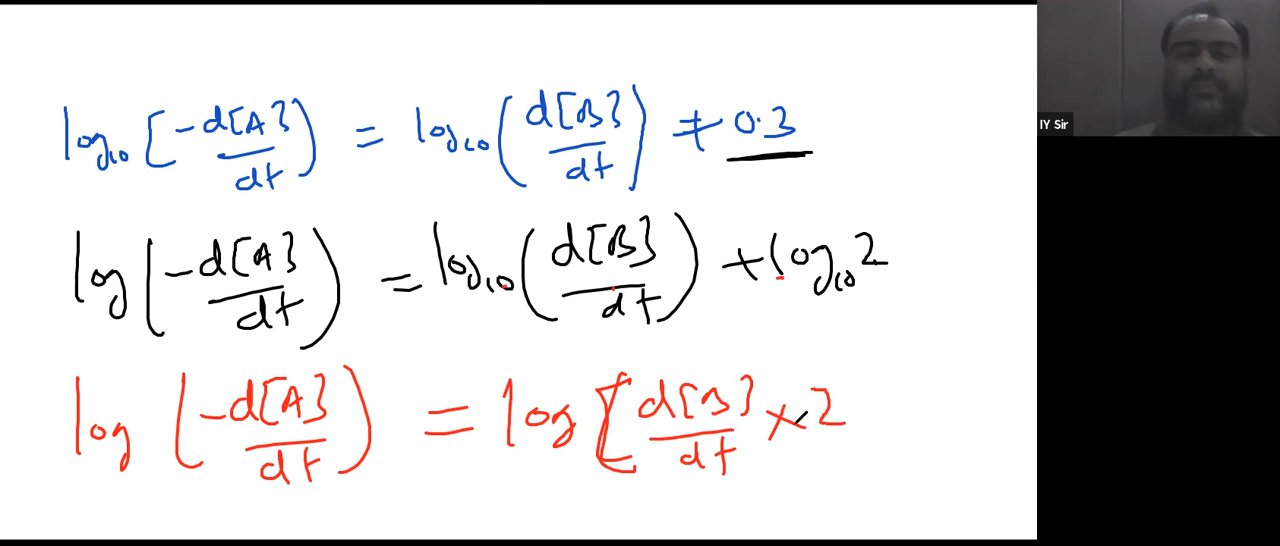 log₁₀ [-d[A]/dt) = log₁₀ (d[B]/dt) + 0.3
IY Sir
log (-d[A]/dt) = log₁₀ (d[B]/dt) + log₁₀ 2
log (-d[A]/dt) = log [d[B]/dt × 2